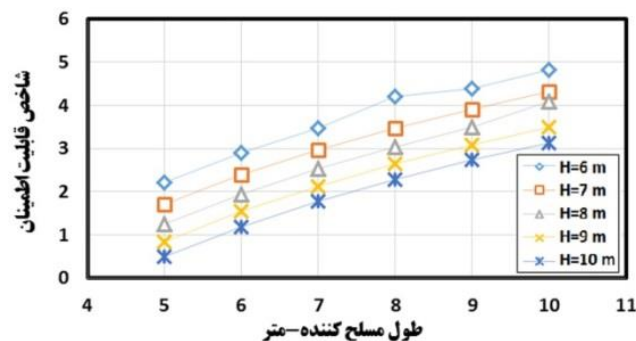 شاخص قابلیت اطمینان
6
5
4
3
2
1
0
H=6 m
H=7 m
H=8 m
H=9 m
H=10 m
4 5 6 7 8 9 10 11
طول مسلح کننده-متر